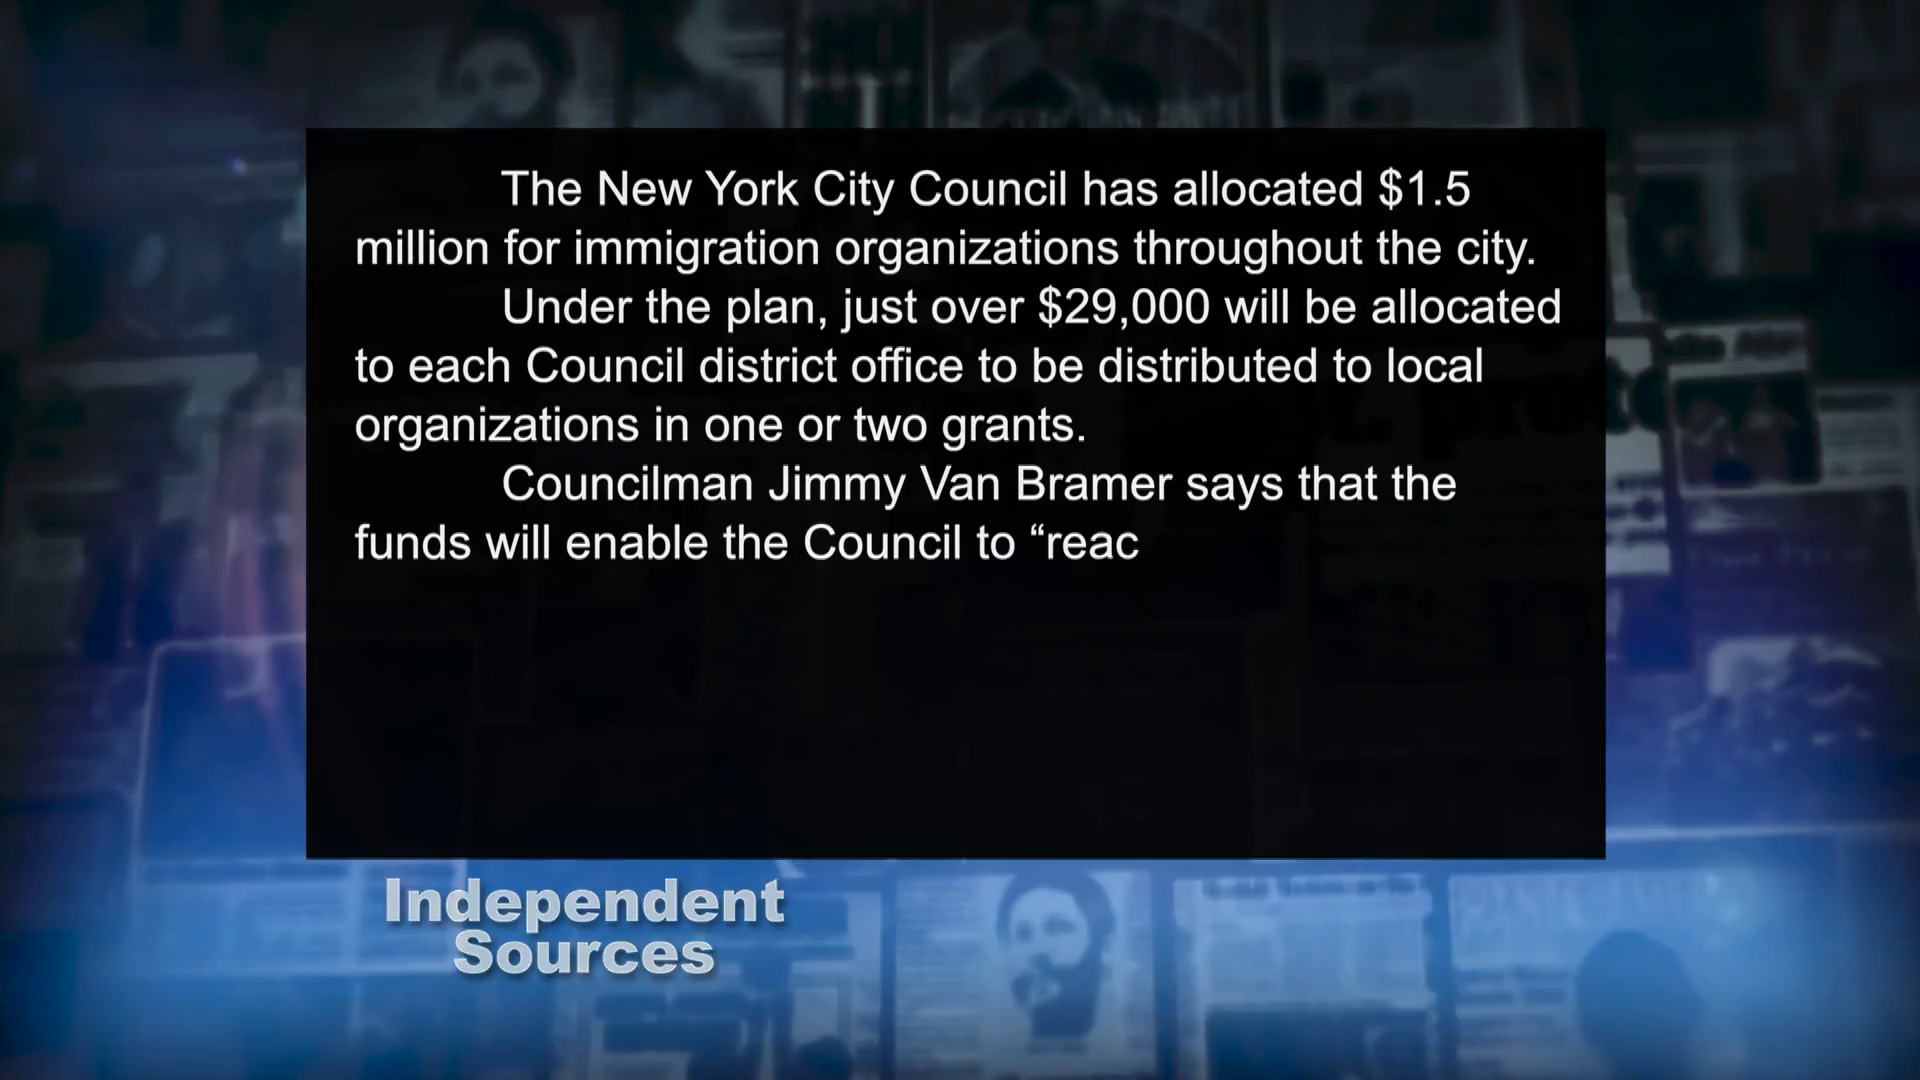 The New York City Council has allocated $1.5
million for immigration organizations throughout the city.
Under the plan, just over $29,000 will be allocated
to each Council district office to be distributed to local
organizations in one or two grants.
Councilman Jimmy Van Bramer says that the
funds will enable the Council to “reac
Independent
Sources